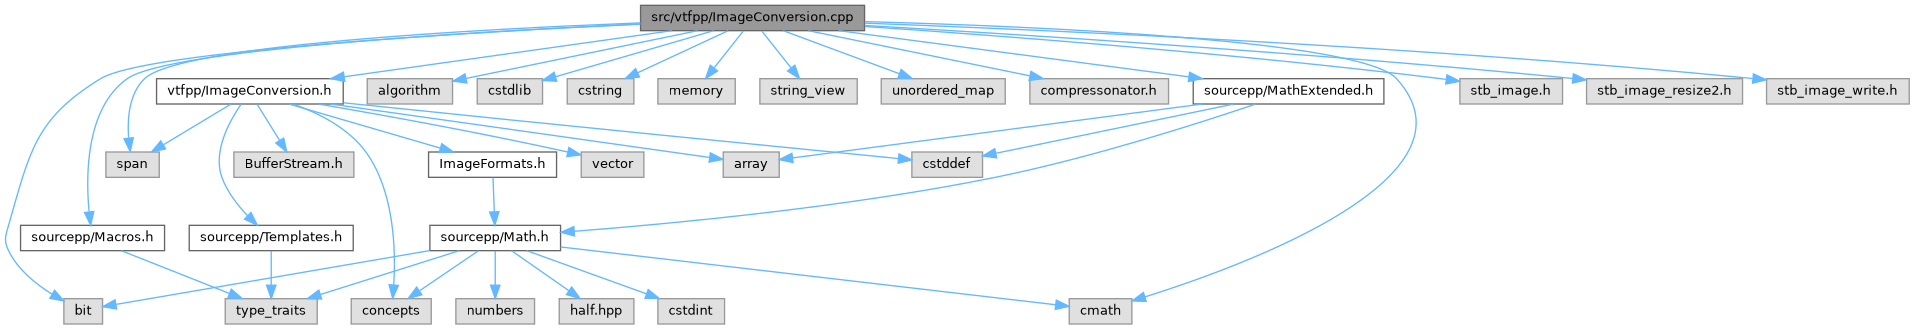 src/vtfpp/ImageConversion.cpp
vtfpp/ImageConversion.h
algorithm
cstdlib
cstring
memory
string_view
unordered_map
compressonator.h
sourcepp/MathExtended.h
stb_image.h
stb_image_resize2.h
stb_image_write.h
span
BufferStream.h
ImageFormats.h
vector
array
cstddef
sourcepp/Macros.h
sourcepp/Templates.h
sourcepp/Math.h
bit
type_traits
concepts
numbers
half.hpp
cstdint
cmath